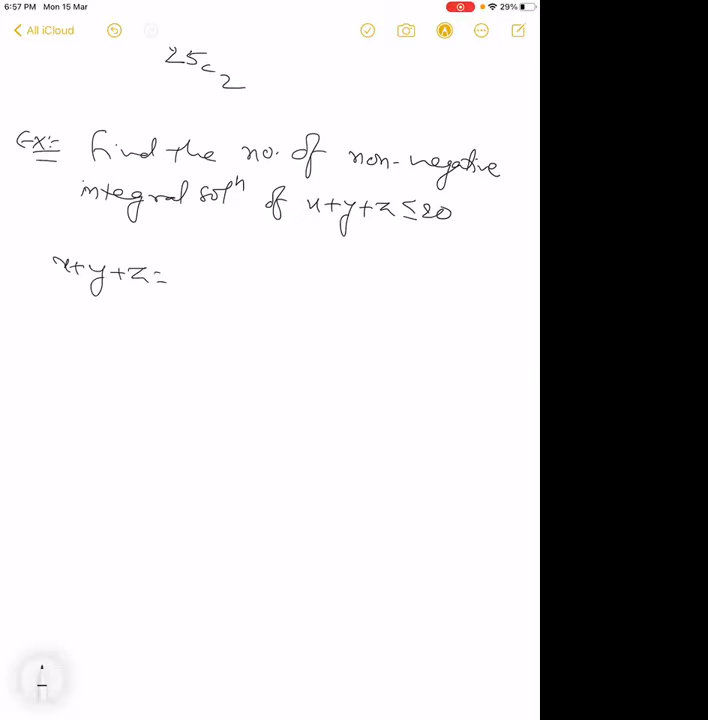 6:57 PM Mon 15 Mar
29%
All iCloud
25c2
Ex:-
Find the no. of non-negative
integral solⁿ of x+y+z≤20
x+y+z=